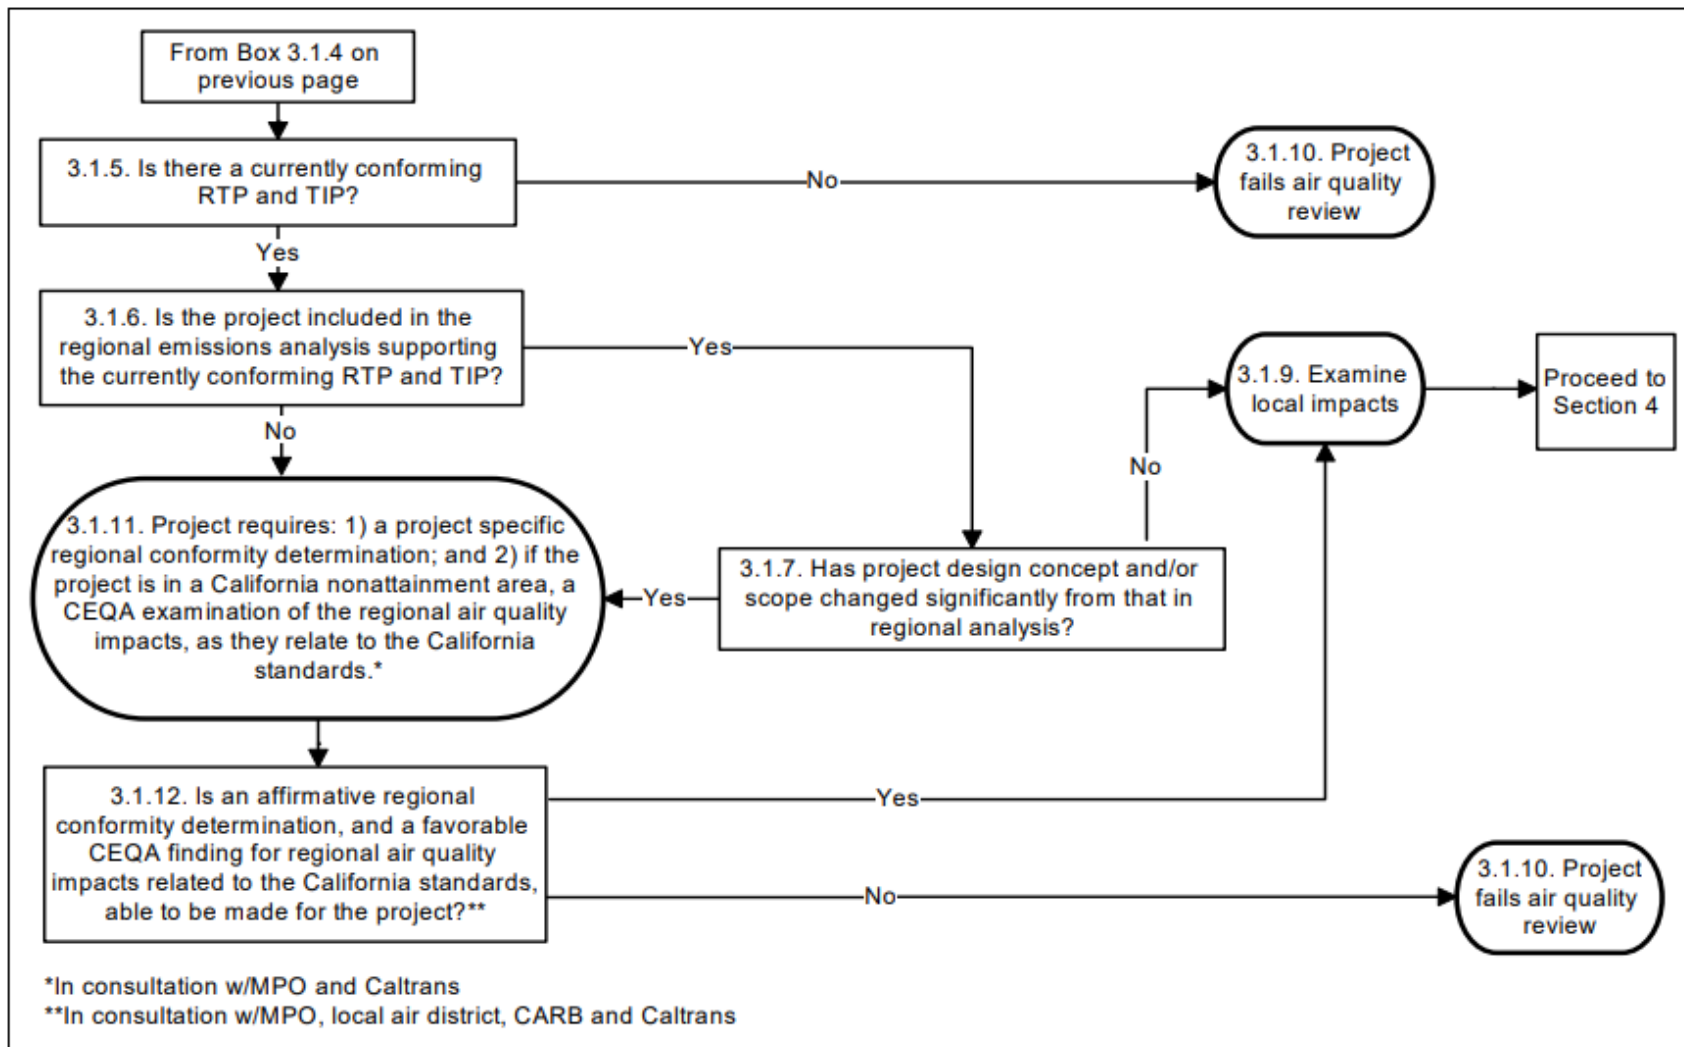 From Box 3.1.4 on
previous page
3.1.5. Is there a currently conforming
RTP and TIP?
No
3.1.10. Project
fails air quality
review
Yes
3.1.6. Is the project included in the
regional emissions analysis supporting
the currently conforming RTP and TIP?
Yes
3.1.9. Examine
local impacts
Proceed to
Section 4
No
No
3.1.11. Project requires: 1) a project specific
regional conformity determination; and 2) if the
project is in a California nonattainment area, a
CEQA examination of the regional air quality
impacts, as they relate to the California
standards.*
Yes
3.1.7. Has project design concept and/or
scope changed significantly from that in
regional analysis?
3.1.12. Is an affirmative regional
conformity determination, and a favorable
CEQA finding for regional air quality
impacts related to the California standards,
able to be made for the project?**
Yes
No
3.1.10. Project
fails air quality
review
*In consultation w/MPO and Caltrans
**In consultation w/MPO, local air district, CARB and Caltrans